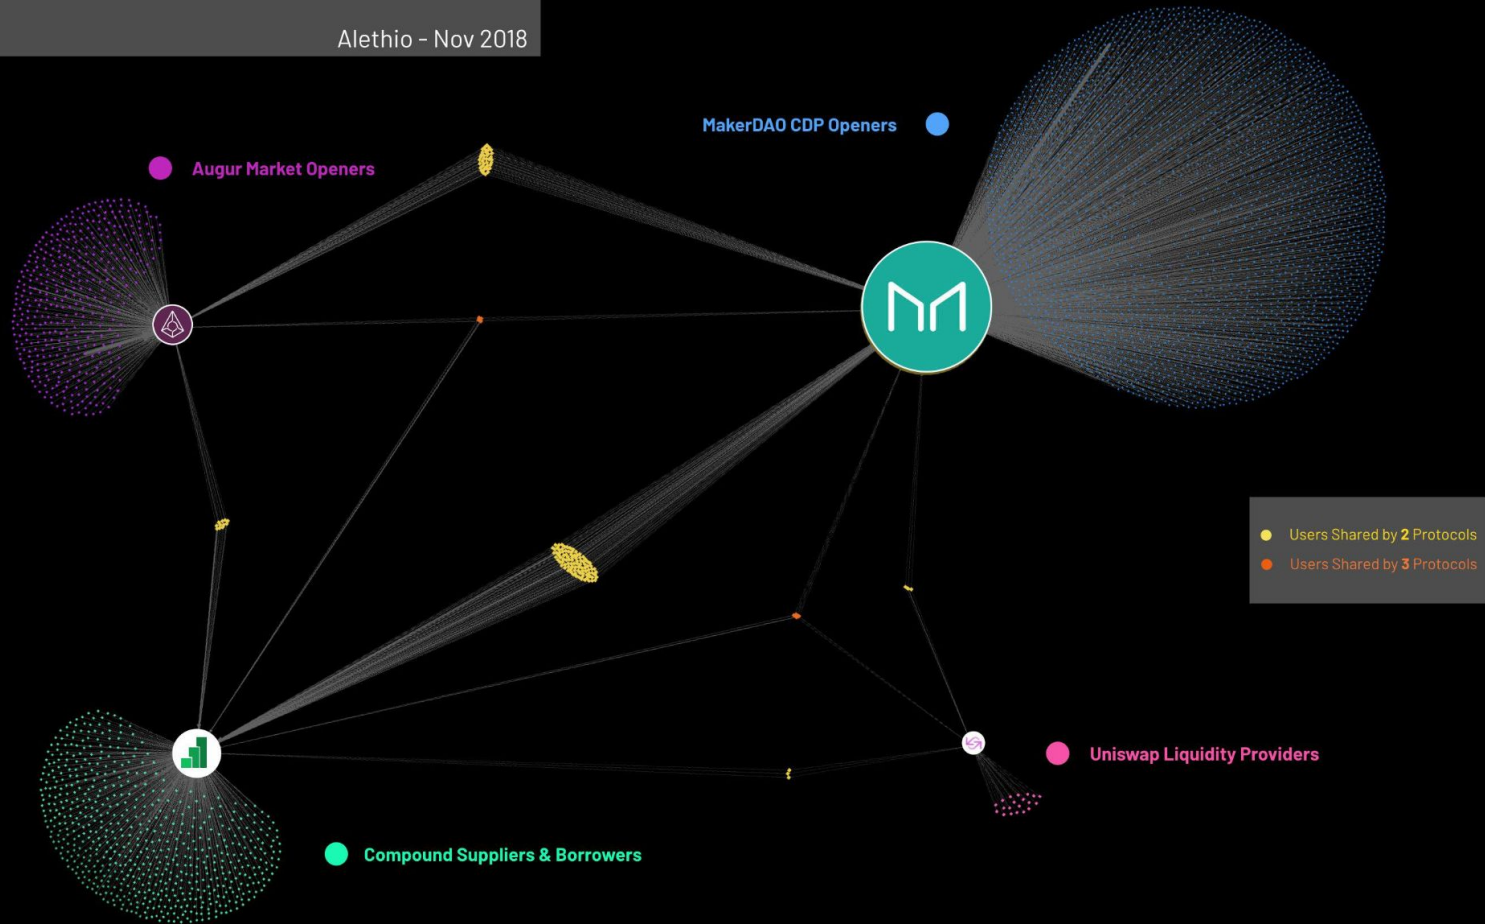 Alethio - Nov 2018
MakerDAO CDP Openers
Augur Market Openers
Users Shared by 2 Protocols
Users Shared by 3 Protocols
Uniswap Liquidity Providers
Compound Suppliers & Borrowers